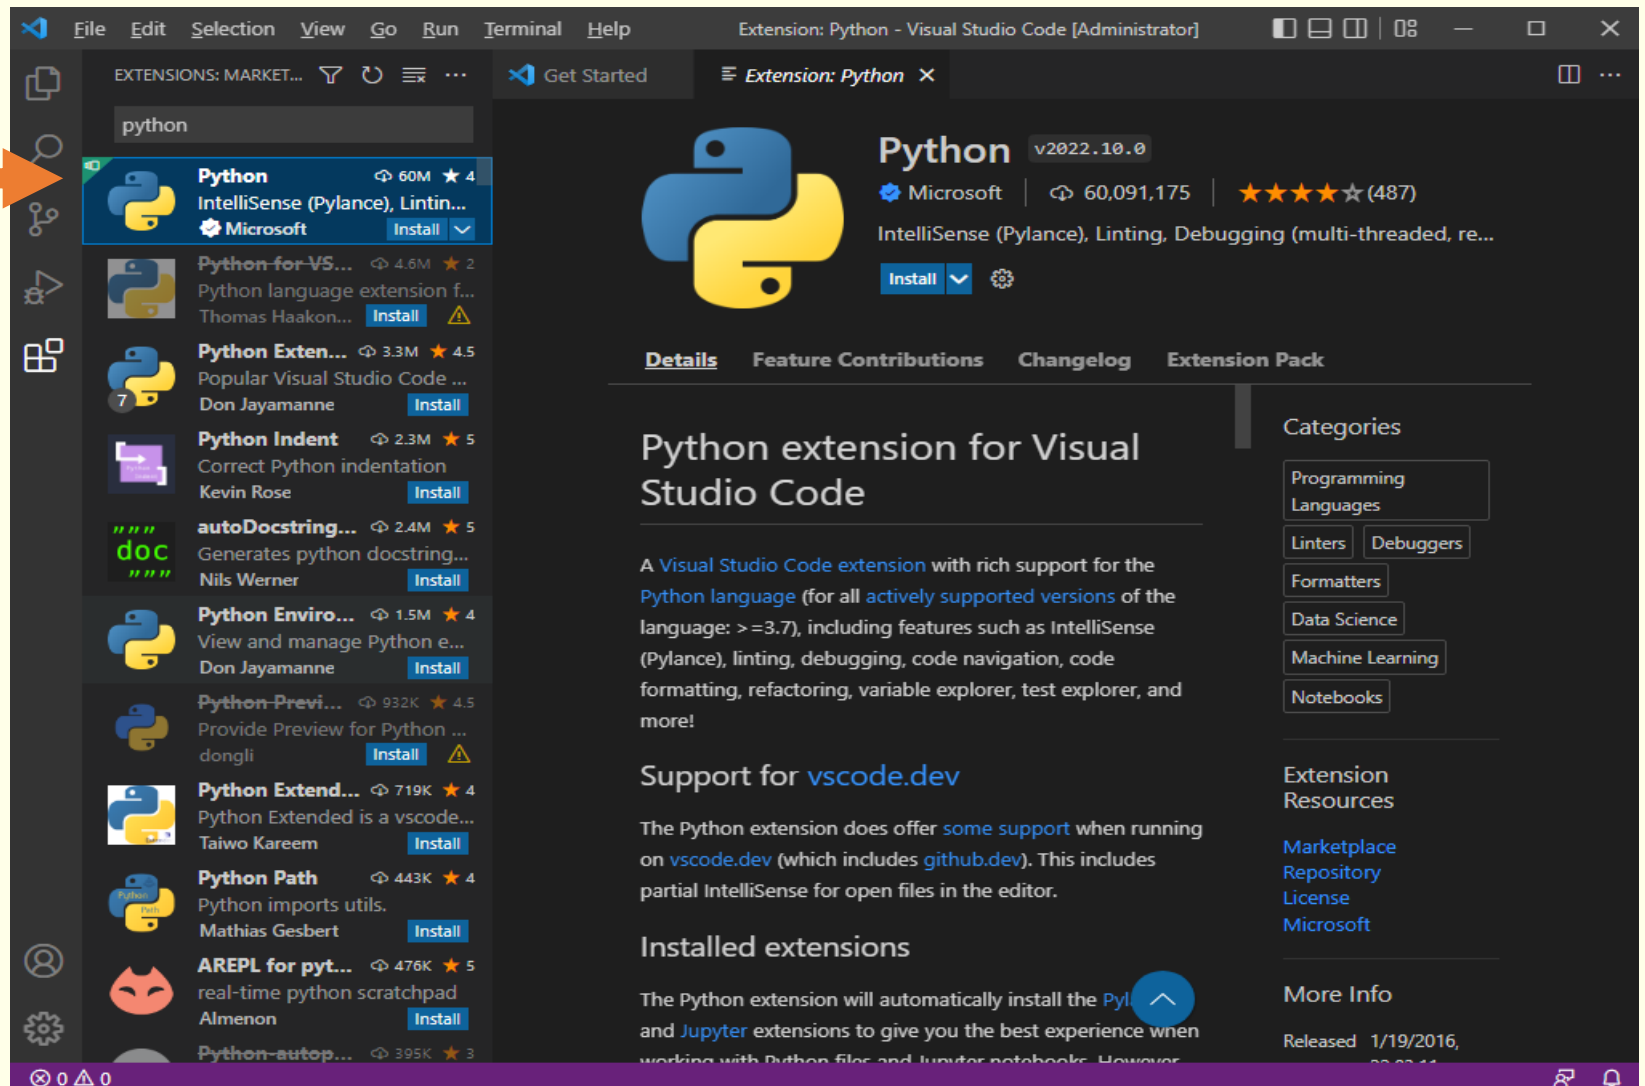 File Edit Selection View Go Run Terminal Help
Extension: Python - Visual Studio Code [Administrator]
EXTENSIONS: MARKET...
Get Started
Extension: Python
python
Python 60M 4
IntelliSense (Pylance), Lintin...
Microsoft Install
Python for VS... 4.6M 2
Python language extension f...
Thomas Haakon... Install
Python Exten... 3.3M 4.5
Popular Visual Studio Code ...
7
Don Jayamanne Install
Python Indent 2.3M 5
Correct Python indentation
Kevin Rose Install
autoDocstring... 2.4M 5
""" doc """
Generates python docstring...
Nils Werner Install
Python Enviro... 1.5M 4
View and manage Python e...
Don Jayamanne Install
Python Previ... 932K 4.5
Provide Preview for Python ...
dongli Install
Python Extend... 719K 4
Python Extended is a vscode...
Taiwo Kareem Install
Python Path 443K 4
Python
Path
Python imports utils.
Mathias Gesbert Install
AREPL for pyt... 476K 5
real-time python scratchpad
Almenon Install
Python-autop... 395K 3
Python v2022.10.0
Microsoft 60,091,175 (487)
IntelliSense (Pylance), Linting, Debugging (multi-threaded, re...
Install
Details Feature Contributions Changelog Extension Pack
Python extension for Visual
Studio Code
A Visual Studio Code extension with rich support for the
Python language (for all actively supported versions of the
language: >=3.7), including features such as IntelliSense
(Pylance), linting, debugging, code navigation, code
formatting, refactoring, variable explorer, test explorer, and
more!
Support for vscode.dev
The Python extension does offer some support when running
on vscode.dev (which includes github.dev). This includes
partial IntelliSense for open files in the editor.
Installed extensions
The Python extension will automatically install the Pyl
and Jupyter extensions to give you the best experience when
working with Python files and Jupyter notebooks. However
Categories
Programming
Languages
Linters Debuggers
Formatters
Data Science
Machine Learning
Notebooks
Extension
Resources
Marketplace
Repository
License
Microsoft
More Info
Released 1/19/2016,
0 0